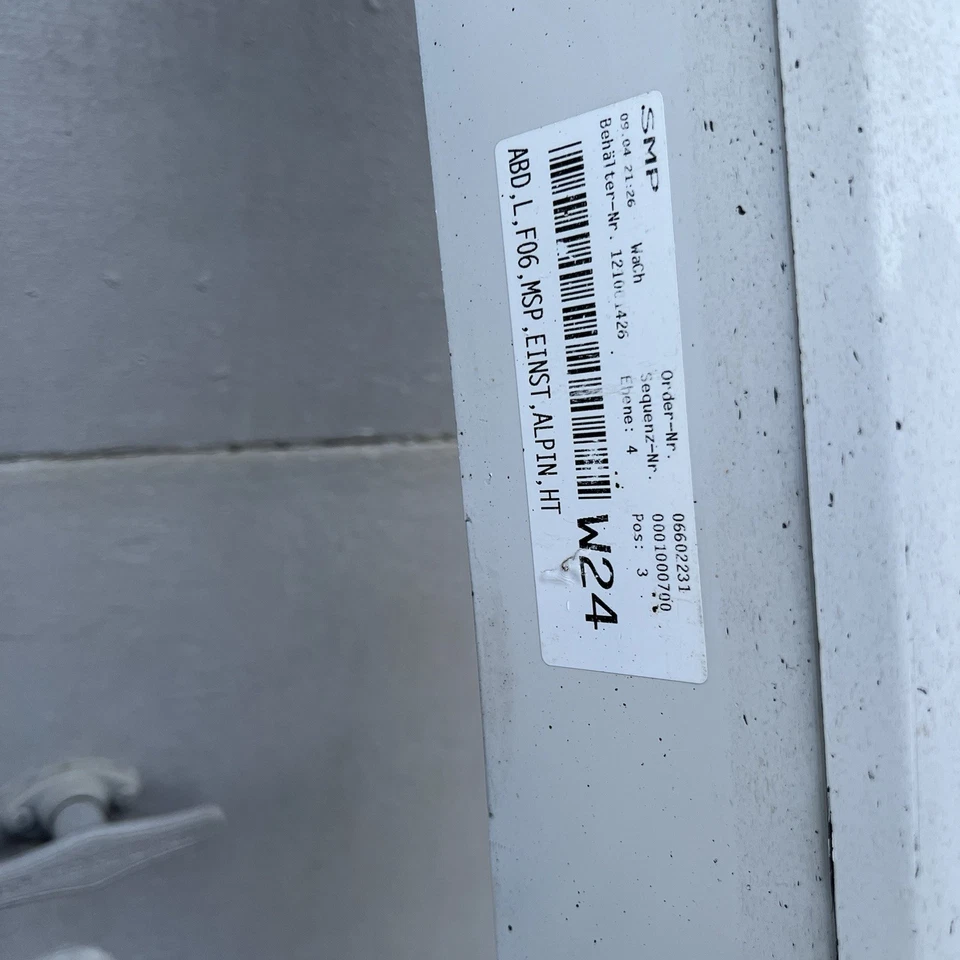 SMP
09.04 21:26 WaCh
Order-Nr. 06602231
Sequenz-Nr. 0001000700
Behälter-Nr.
Ebene: 4 Pos: 3
W24
ABD,L,F06,MSP,EINST,ALPIN,HT